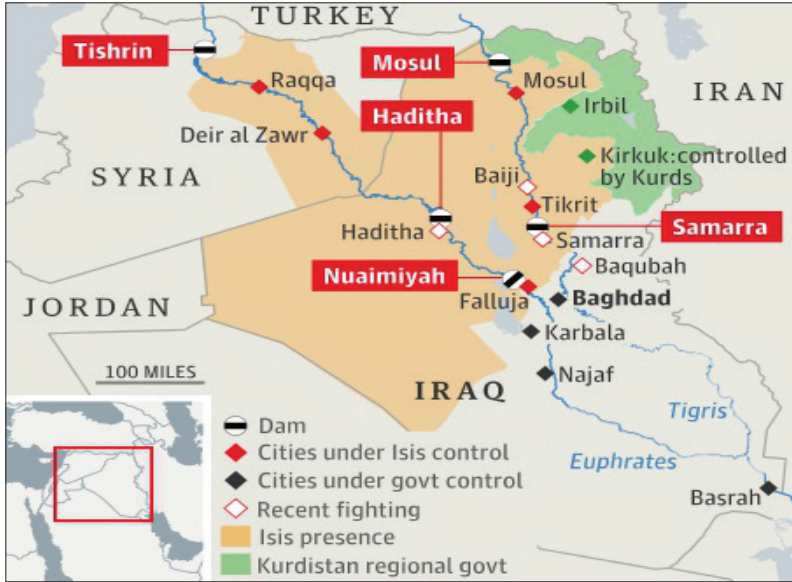 TURKEY
Tishrin
Mosul
Raqqa
Mosul
IRAN
Haditha
Irbil
Deir al Zawr
Kirkuk:controlled
by Kurds
SYRIA
Baiji
Tikrit
Samarra
Haditha
Samarra
Nuaimiyah
Baqubah
JORDAN
Falluja
Baghdad
Karbala
100 MILES
IRAQ
Najaf
Tigris
Euphrates
Basrah
Dam
Cities under Isis control
Cities under govt control
Recent fighting
Isis presence
Kurdistan regional govt